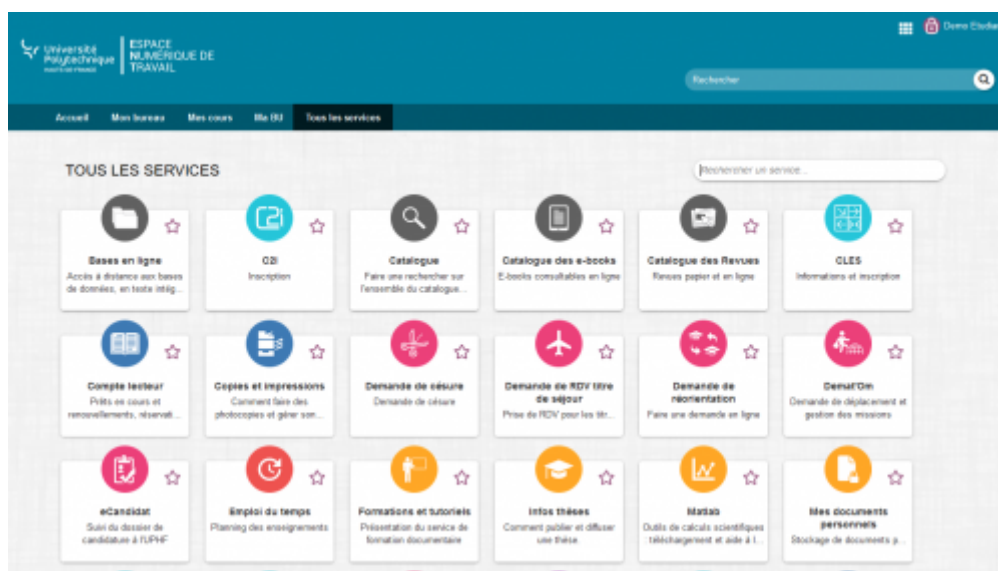 Demo Etudia
Université
Polytechnique
HAUTS-DE-FRANCE
ESPACE
NUMÉRIQUE DE
TRAVAIL
Rechercher
Accueil Mon bureau Mes cours Ma BU Tous les services
TOUS LES SERVICES
Rechercher un service...
Bases en ligne
Accès à distance aux bases
de données, en texte intég...
C2i
Inscription
Catalogue
Faire une rechercher sur
l'ensemble du catalogue...
Catalogue des e-books
E-books consultables en ligne
Catalogue des Revues
Revues papier et en ligne
CLES
Informations et inscription
Compte lecteur
Prêts en cours et
renouvellements, réservati...
Copies et impressions
Comment faire des
photocopies et gérer son...
Demande de césure
Demande de césure
Demande de RDV titre
de séjour
Prise de RDV pour les titr...
Demande de
réorientation
Faire une demande en ligne
Demat'Om
Demande de déplacement et
gestion des missions
eCandidat
Suivi du dossier de
candidature à l'UPHF
Emploi du temps
Planning des enseignements
Formations et tutoriels
Présentation du service de
formation documentaire
Infos thèses
Comment publier et diffuser
une thèse.
Matlab
Outils de calculs scientifiques
: téléchargement et aide à l...
Mes documents
personnels
Stockage de documents p...